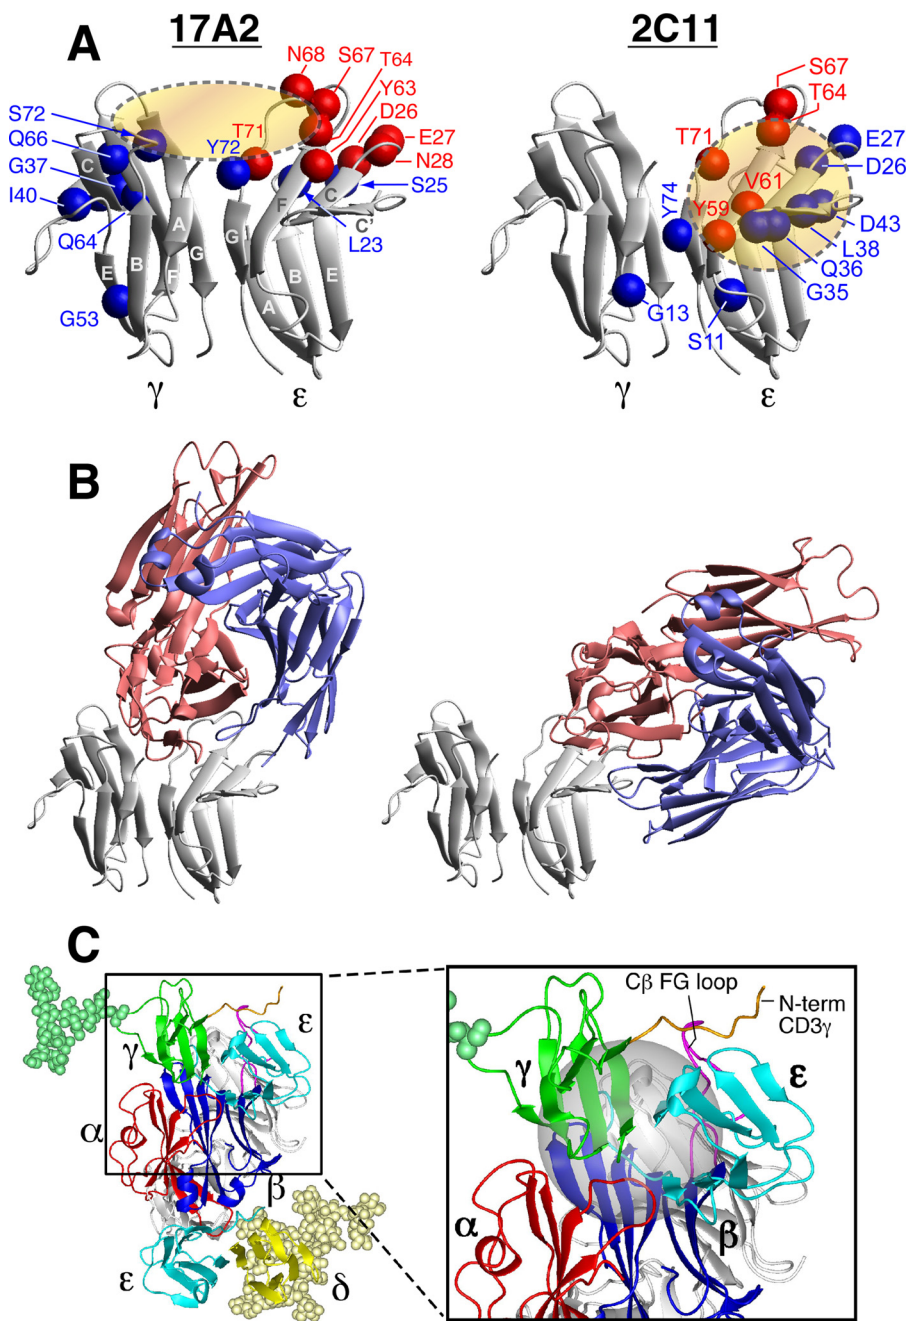 A
17A2
2C11
N68
S67
T64
Y63
D26
E27
N28
S25
L23
S72
Q66
G37
I40
Q64
G53
T71
Y72
C
E
B
A
F
G
G
F
C
C'
A
B
E
γ
ε
S67
T64
T71
E27
D26
V61
Y59
Y74
D43
L38
Q36
G35
S11
G13
γ
ε
B
C
γ
ε
α
β
ε
δ
Cβ FG loop
N-term
CD3γ
γ
ε
α
β